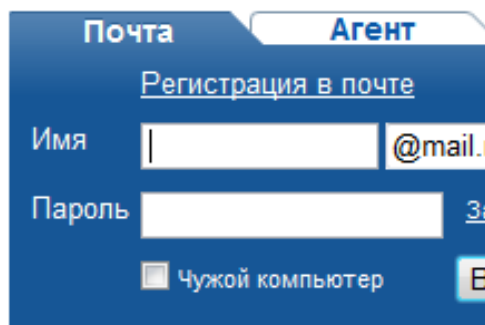 Почта Агент
Регистрация в почте
Имя @mail.
Пароль
Чужой компьютер